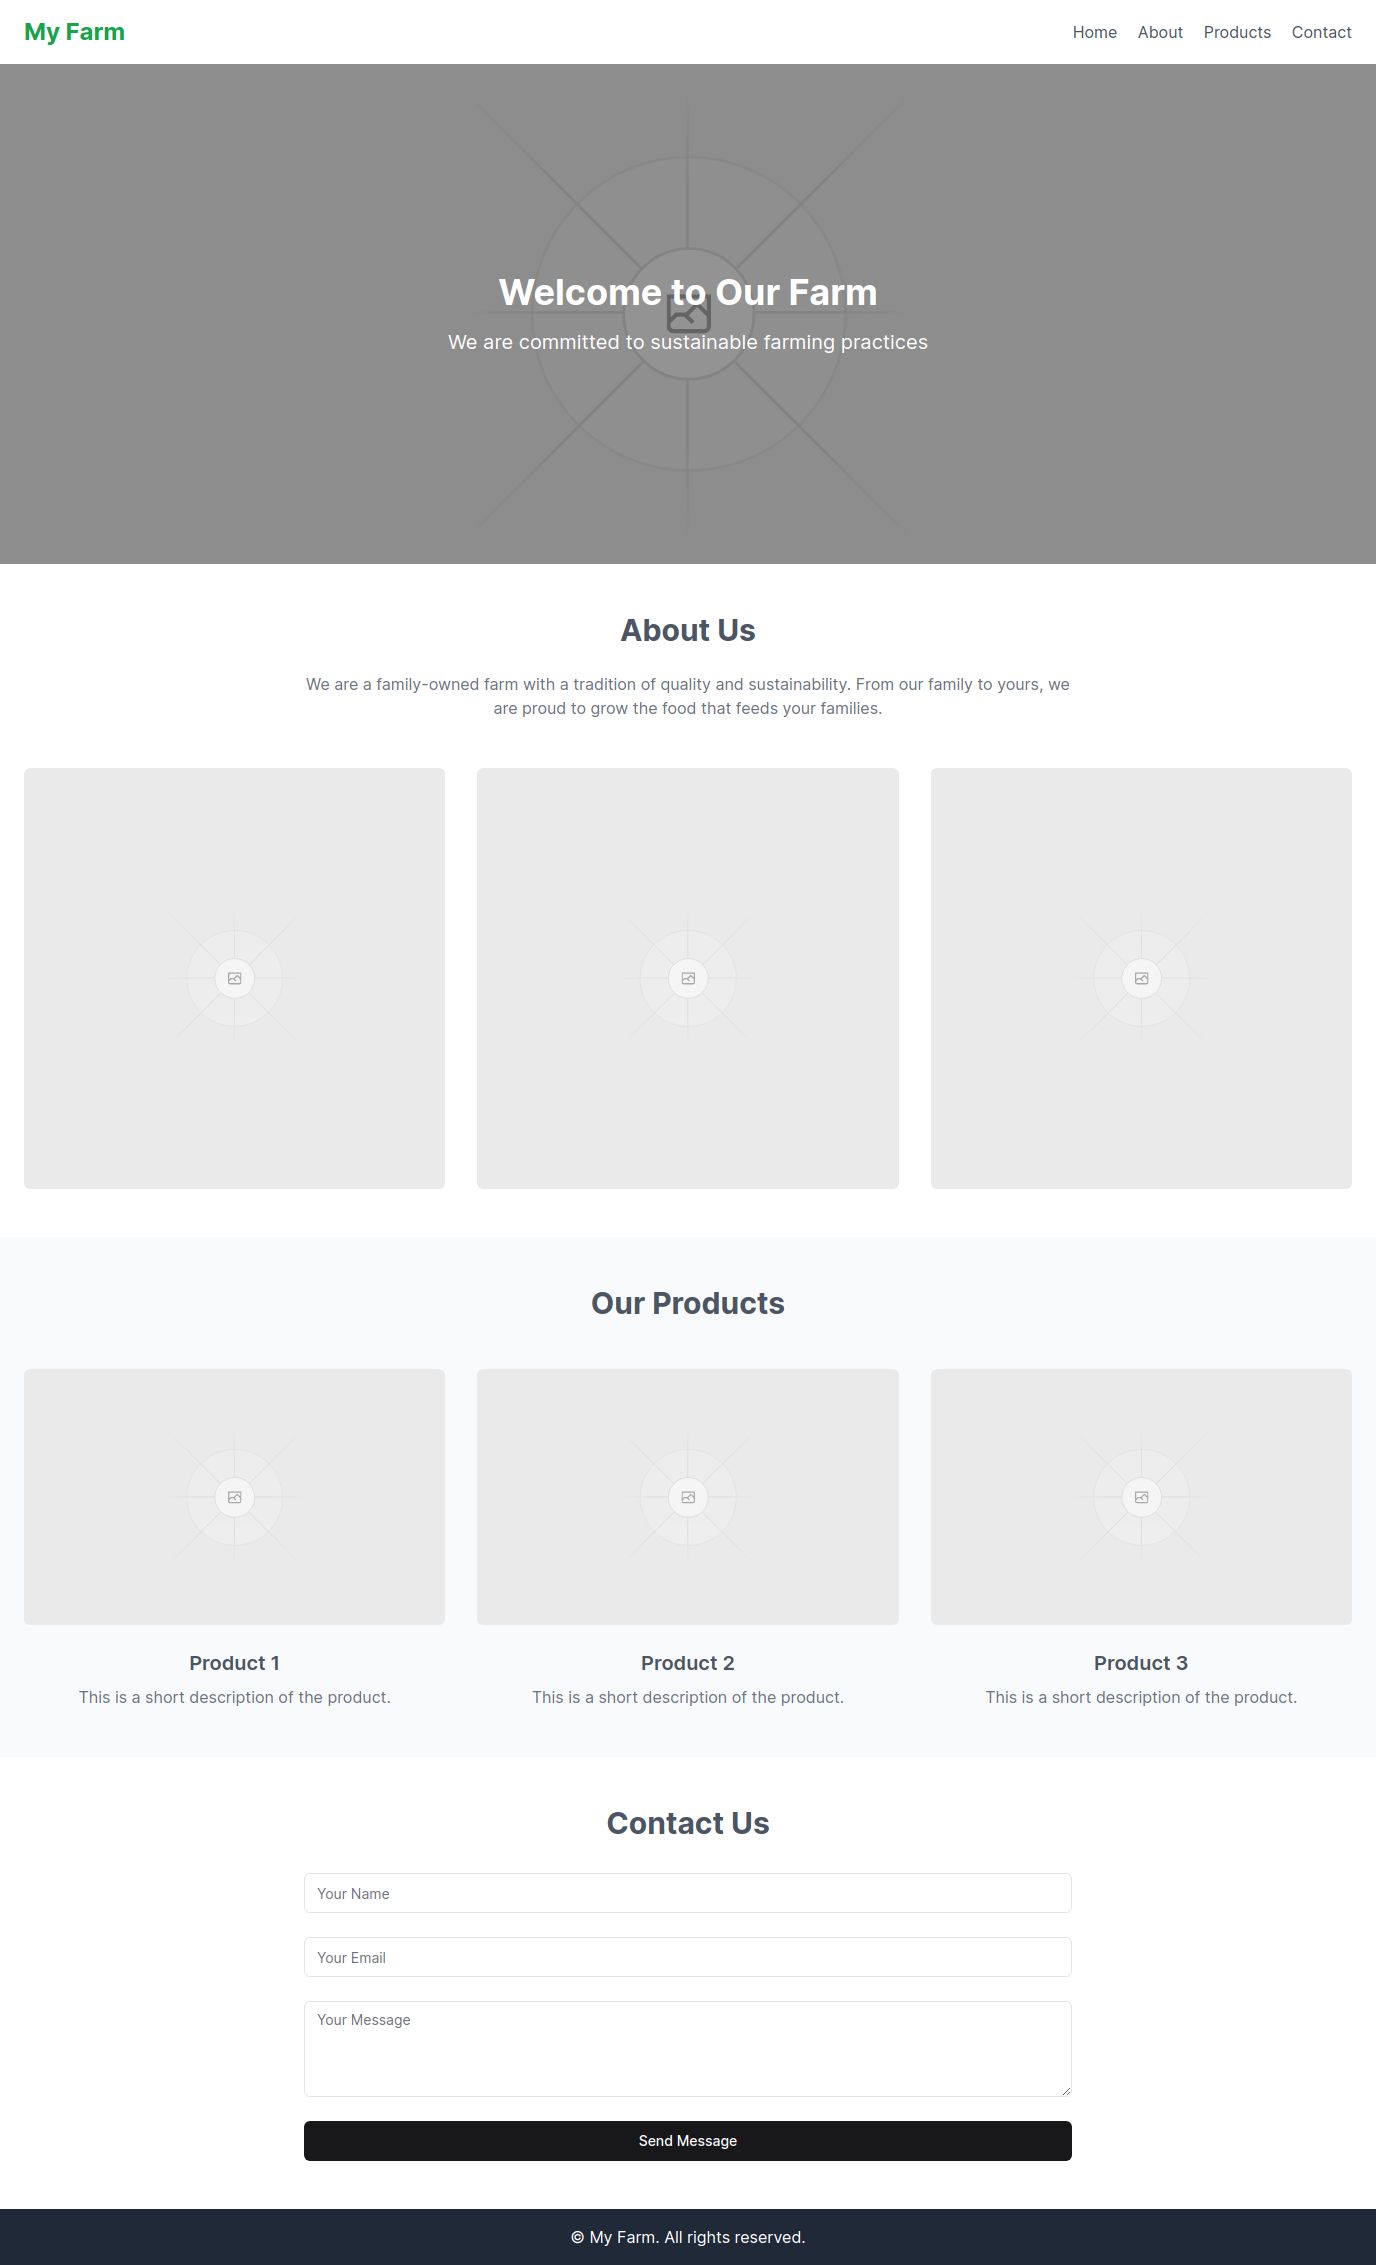 My Farm
Home About Products Contact
Welcome to Our Farm
We are committed to sustainable farming practices
About Us
We are a family-owned farm with a tradition of quality and sustainability. From our family to yours, we
are proud to grow the food that feeds your families.
Our Products
Product 1
This is a short description of the product.
Product 2
This is a short description of the product.
Product 3
This is a short description of the product.
Contact Us
Your Name
Your Email
Your Message
Send Message
© My Farm. All rights reserved.